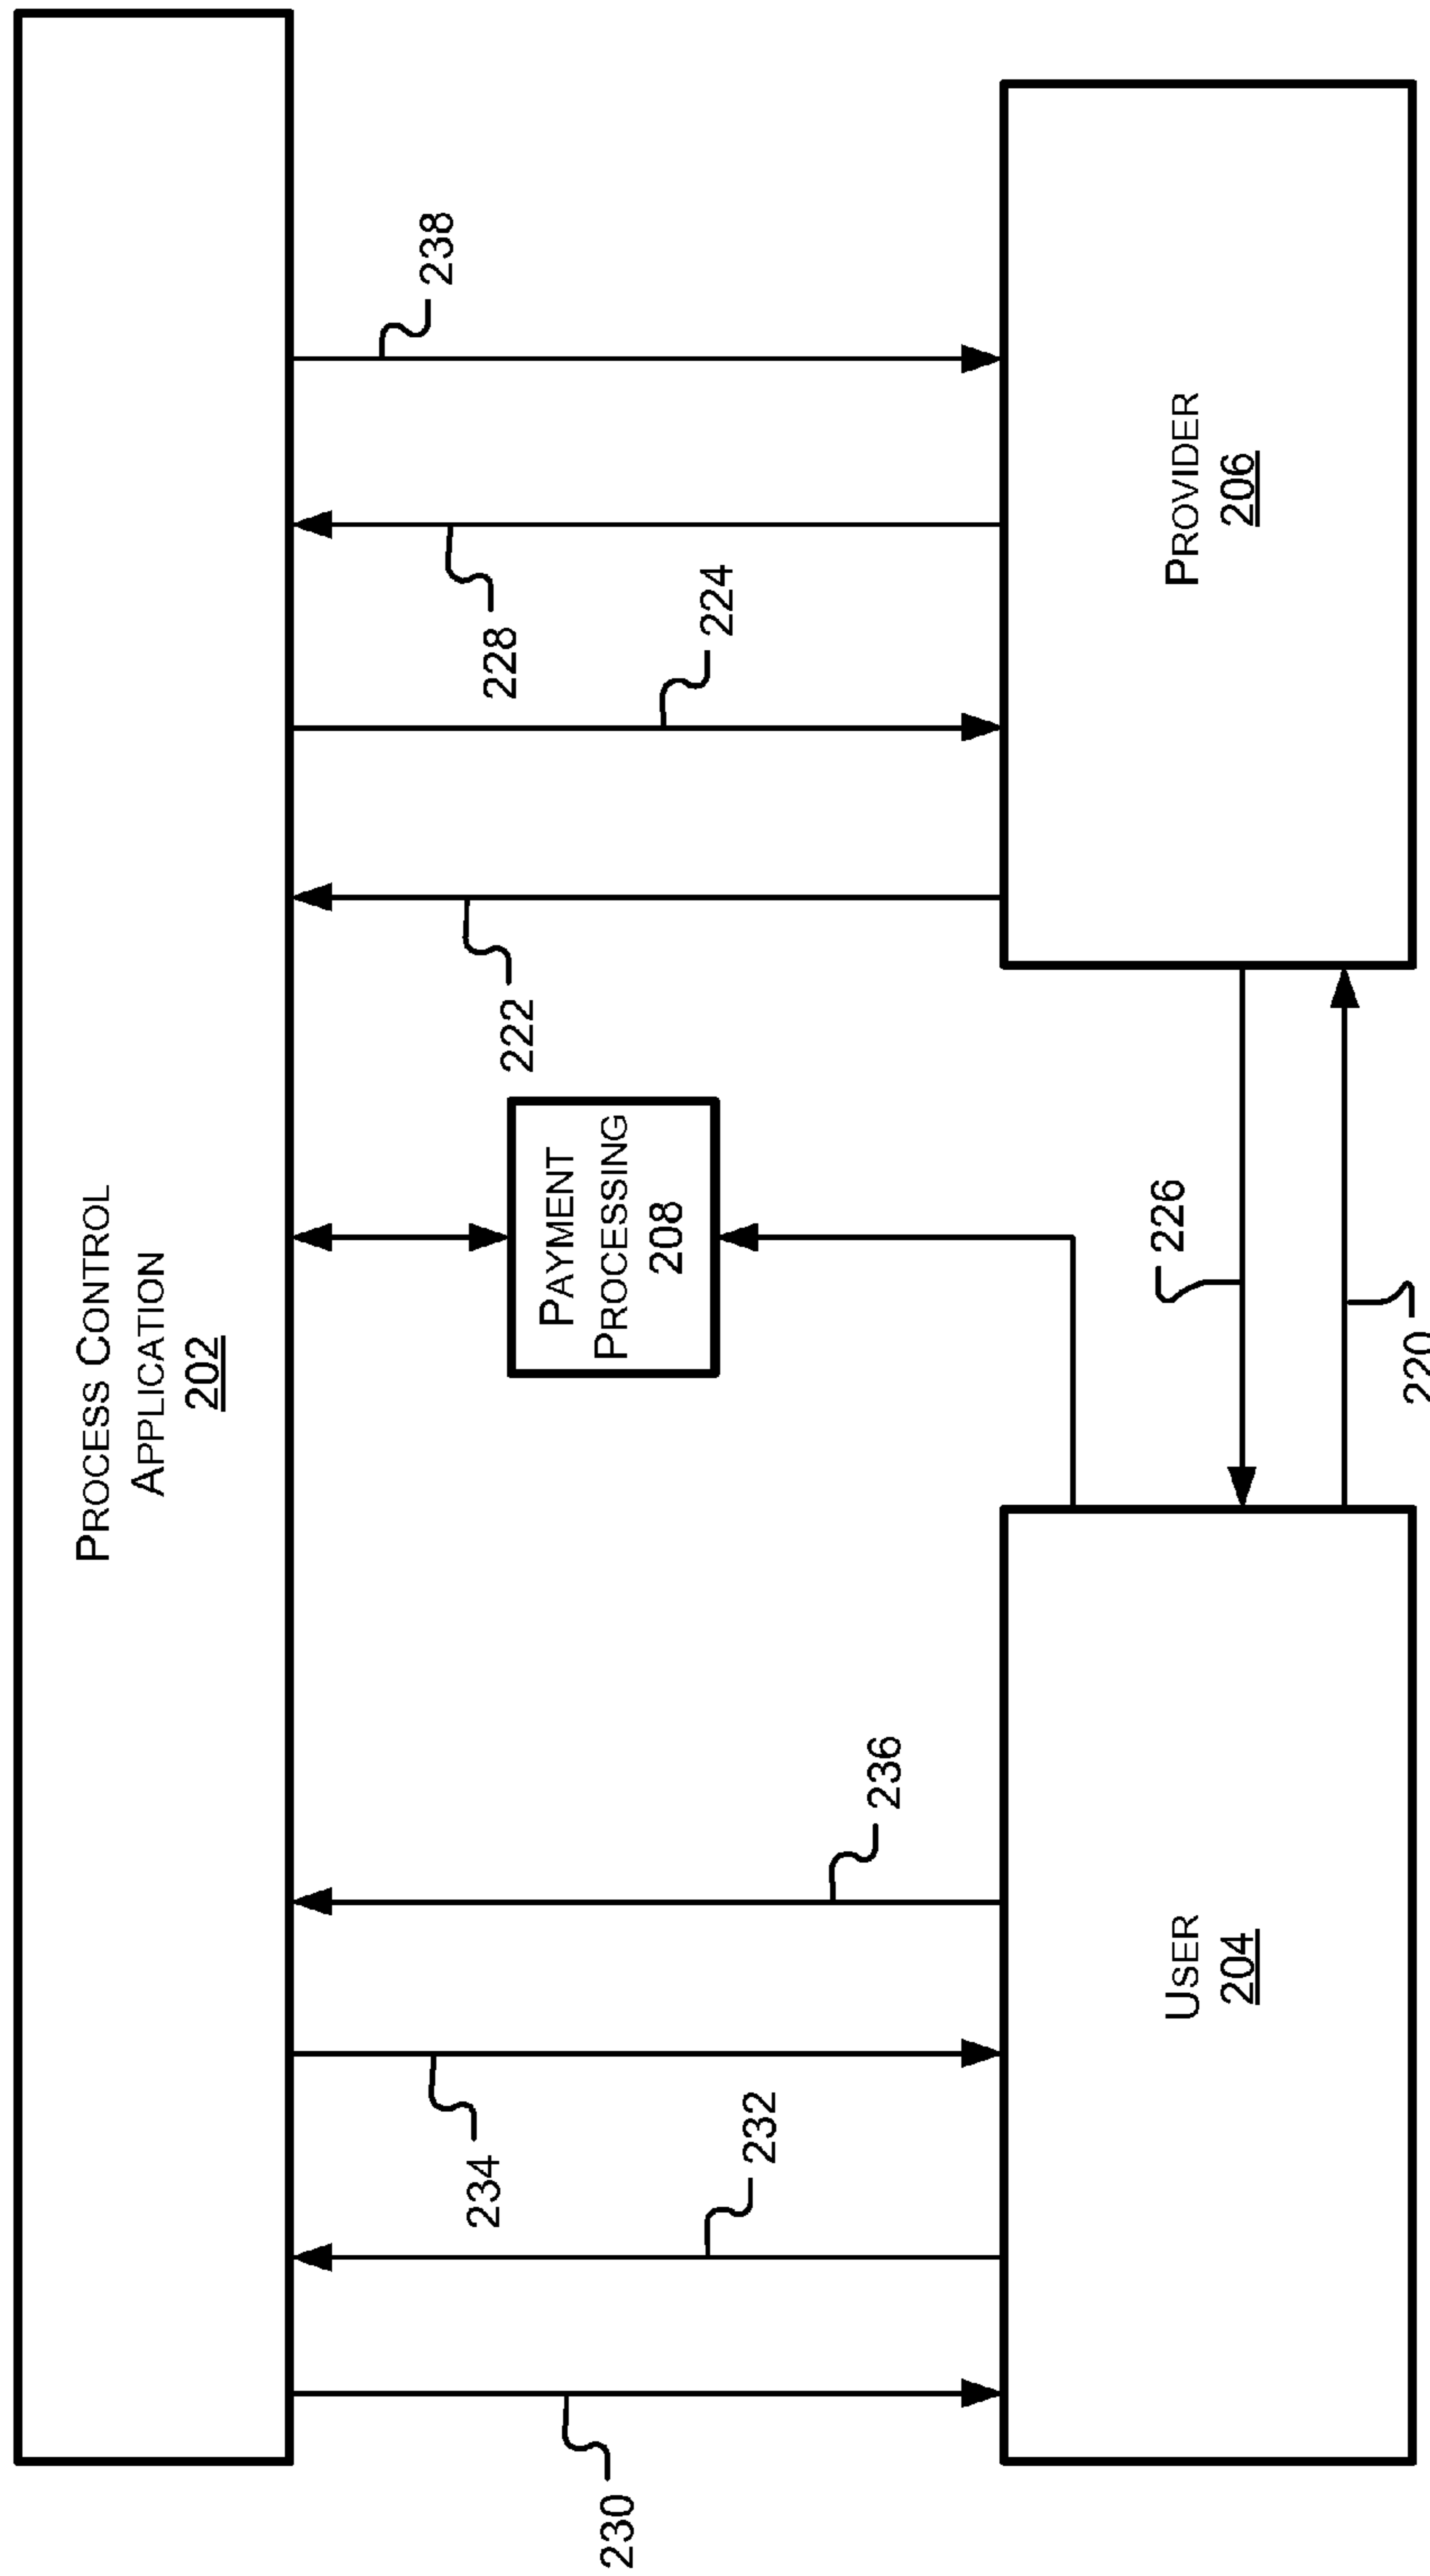 PROCESS CONTROL
APPLICATION
202
238
234
228
222
PAYMENT
PROCESSING
208
230
224
232
236
226
USER
204
PROVIDER
206
220